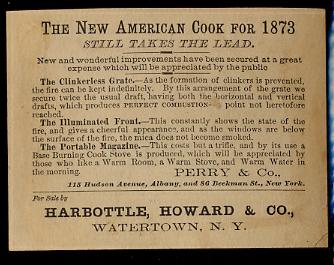 THE NEW AMERICAN COOK FOR 1873
STILL TAKES THE LEAD.
New and wonderful improvements have been secured at a great
expense which will be appreciated by the public
The Clinkerless Grate.—As the formation of clinkers is prevented,
the fire can be kept indefinitely. By this arrangement of the grate we
secure twice the usual draft, having both the horizontal and vertical
drafts, which produces PERFECT COMBUSTION— a point not heretofore
reached.
The Illuminated Front.—This constantly shows the state of the
fire, and gives a cheerful appearance, and as the windows are below
the surface of the fire, the mica does not become smoked.
The Portable Magazine.—This costs but a trifle, and by its use a
Base Burning Cook Stove is produced, which will be appreciated by
those who like a Warm Room, a Warm Stove, and Warm Water in
the morning. PERRY & Co.,
115 Hudson Avenue, Albany, and 86 Beekman St., New York.
For Sale by
HARBOTTLE, HOWARD & CO.,
WATERTOWN, N. Y.